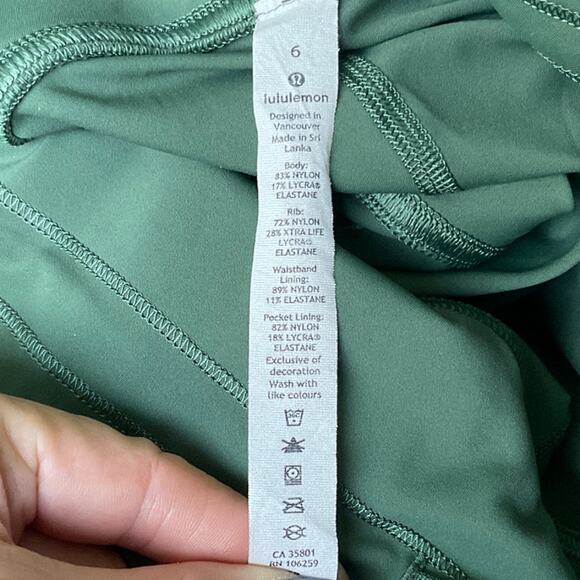 6
lululemon
Designed in
Vancouver
Made in Sri
Lanka
Body:
83% NYLON
17% LYCRA®
ELASTANE
Rib:
72% NYLON
28% XTRA LIFE
LYCRA®
ELASTANE
Waistband
Lining:
89% NYLON
11% ELASTANE
Pocket Lining:
82% NYLON
18% LYCRA®
ELASTANE
Exclusive of
decoration
Wash with
like colours
CA 35801
RN 106259